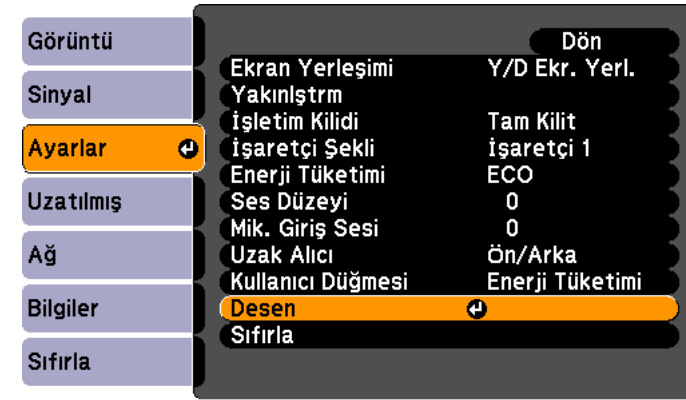 Görüntü
Sinyal
Ayarlar
Uzatılmış
Ağ
Bilgiler
Sıfırla
Dön
Ekran Yerleşimi Y/D Ekr. Yerl.
Yakınlştrm
İşletim Kilidi Tam Kilit
İşaretçi Şekli İşaretçi 1
Enerji Tüketimi ECO
Ses Düzeyi 0
Mik. Giriş Sesi 0
Uzak Alıcı Ön/Arka
Kullanıcı Düğmesi Enerji Tüketimi
Desen
Sıfırla